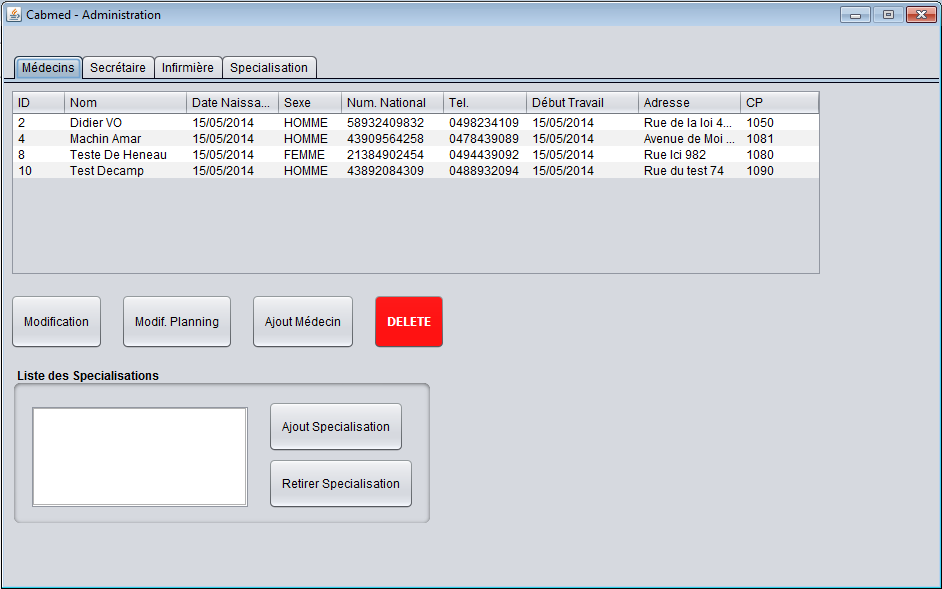 Cabmed - Administration
Médecins Secrétaire Infirmière Specialisation
ID Nom Date Naissa... Sexe Num. National Tel. Début Travail Adresse CP
2 Didier VO 15/05/2014 HOMME 58932409832 0498234109 15/05/2014 Rue de la loi 4... 1050
4 Machin Amar 15/05/2014 HOMME 43909564258 0478439089 15/05/2014 Avenue de Moi ... 1081
8 Teste De Heneau 15/05/2014 FEMME 21384902454 0494439092 15/05/2014 Rue Ici 982 1080
10 Test Decamp 15/05/2014 HOMME 43892084309 0488932094 15/05/2014 Rue du test 74 1090
Modification Modif. Planning Ajout Médecin DELETE
Liste des Specialisations
Ajout Specialisation
Retirer Specialisation